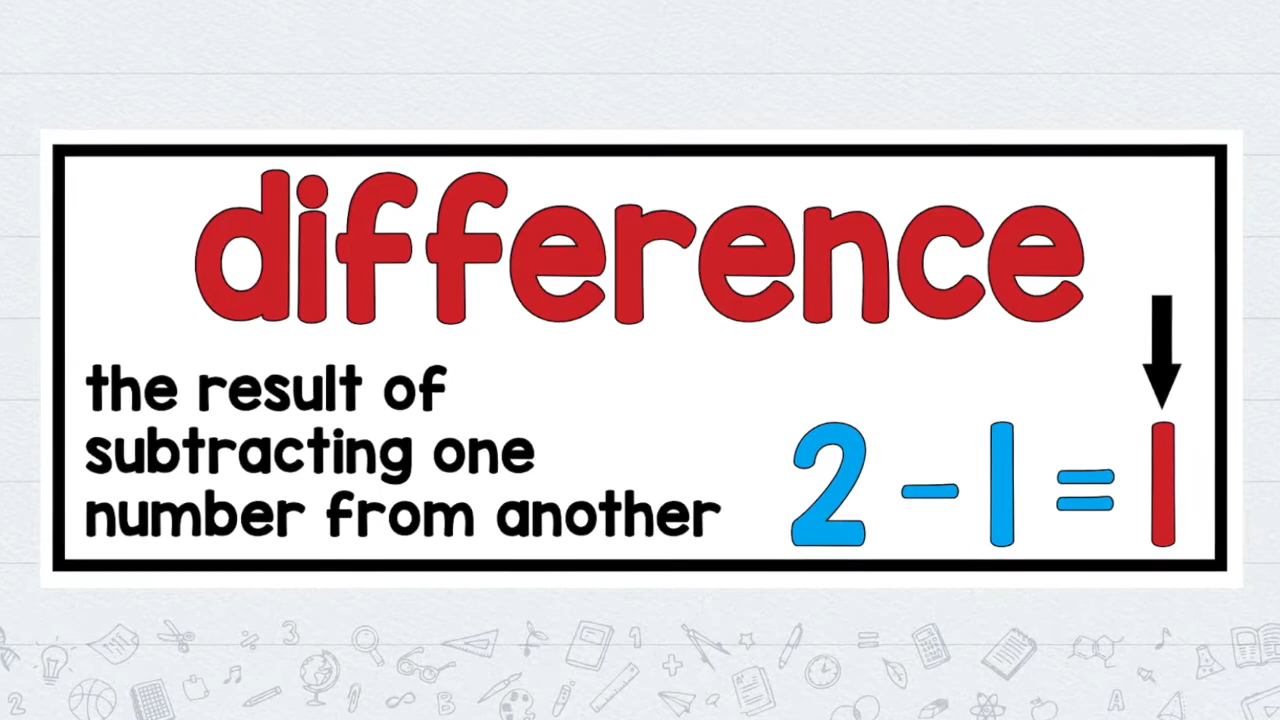 difference
the result of
subtracting one
number from another
2 - 1 = 1